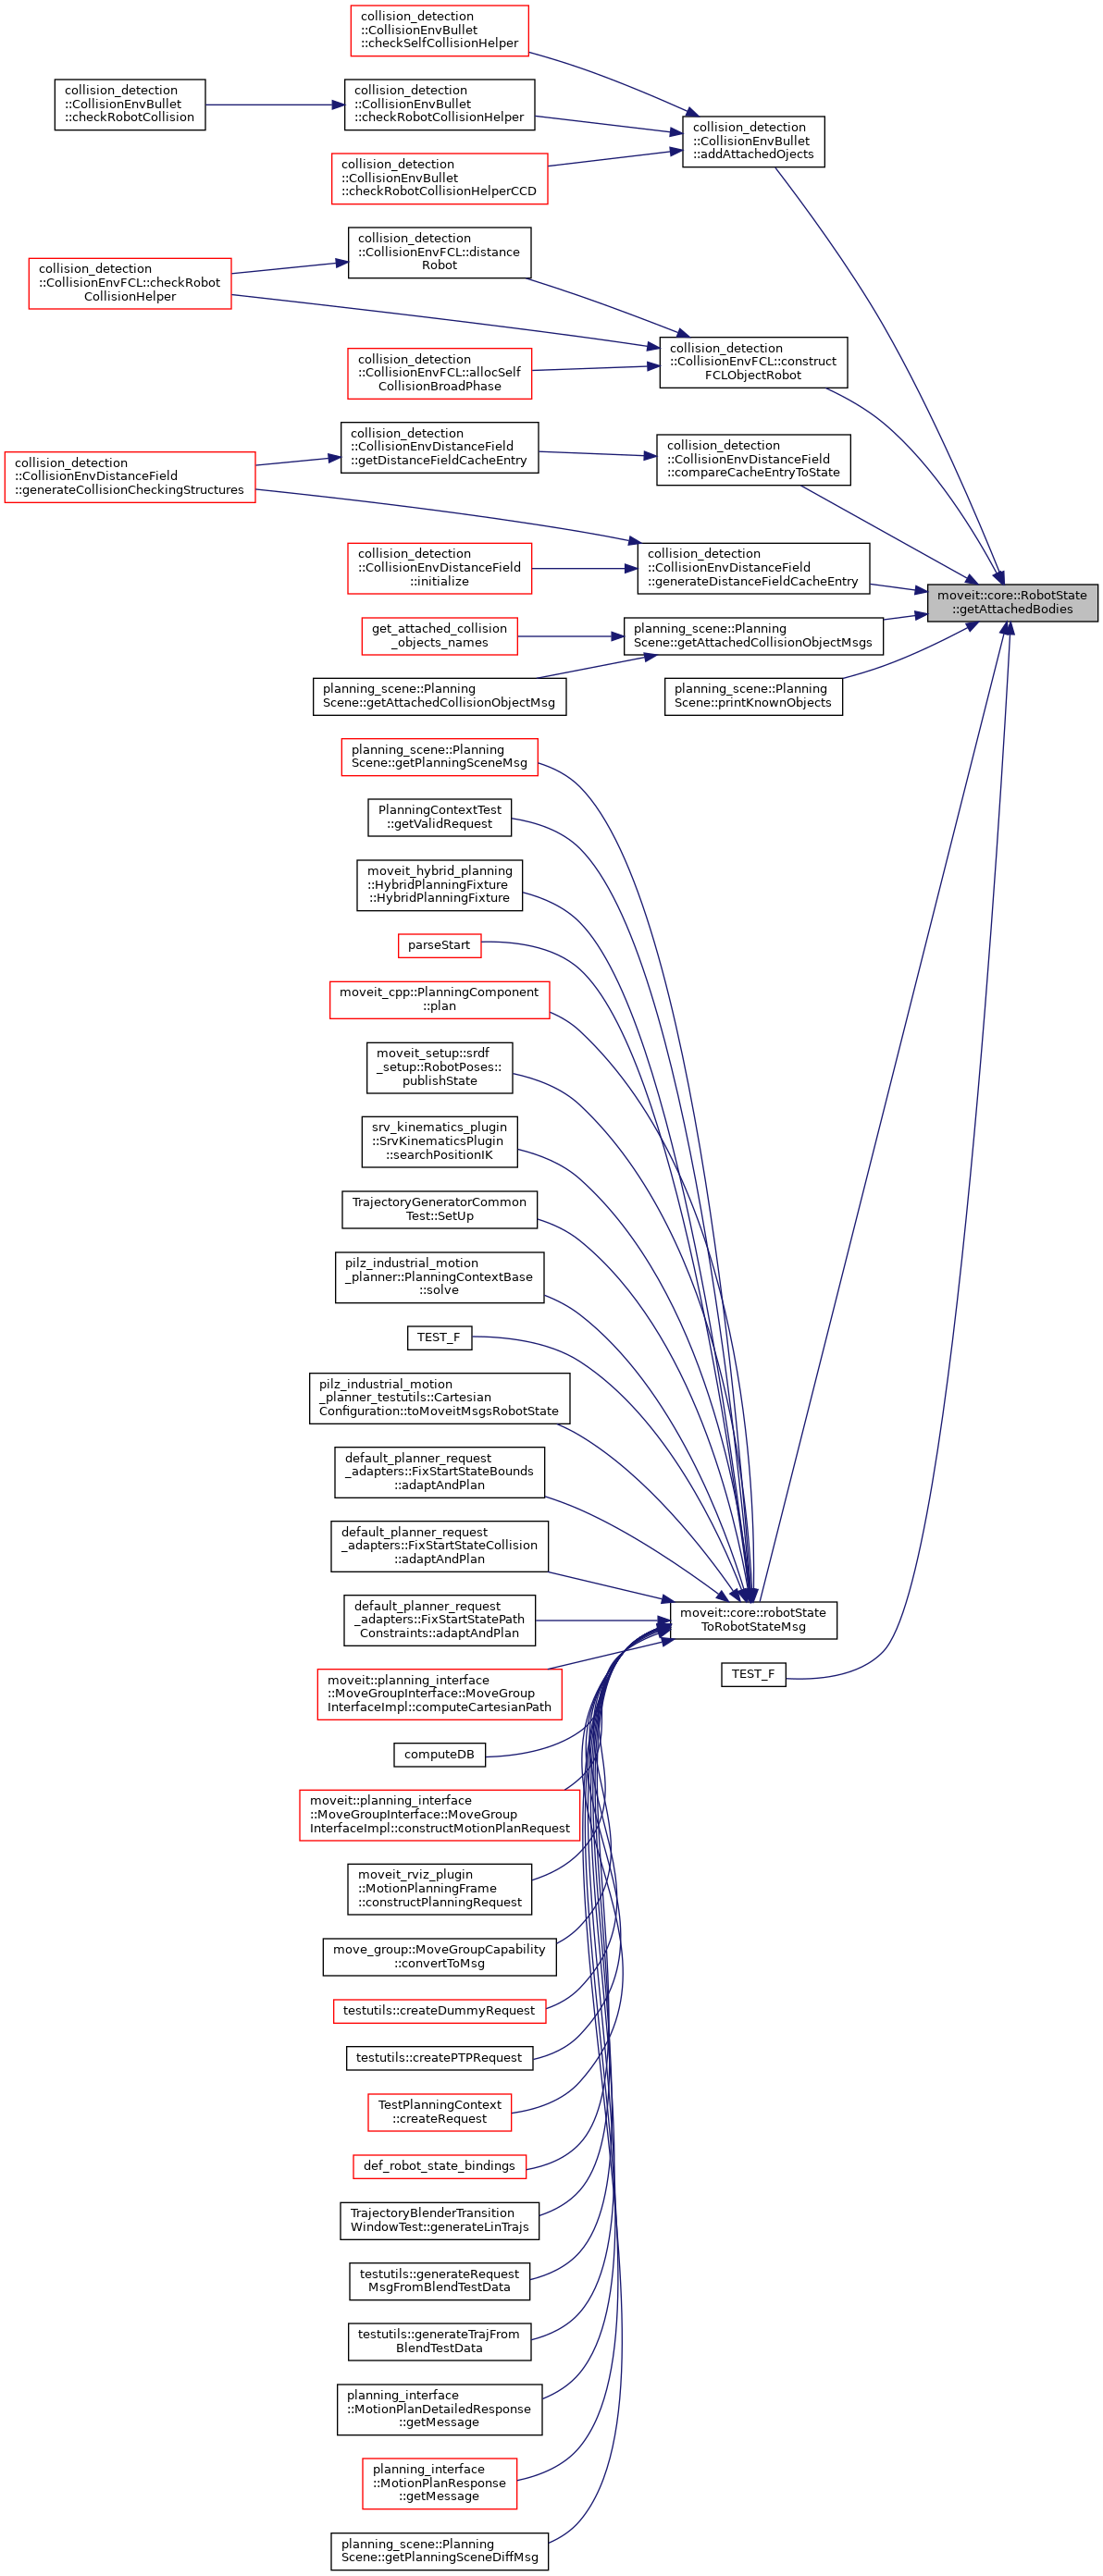 collision_detection
::CollisionEnvBullet
::checkSelfCollisionHelper
collision_detection
::CollisionEnvBullet
::checkRobotCollision
collision_detection
::CollisionEnvBullet
::checkRobotCollisionHelper
collision_detection
::CollisionEnvBullet
::addAttachedOjects
collision_detection
::CollisionEnvBullet
::checkRobotCollisionHelperCCD
collision_detection
::CollisionEnvFCL::distance
Robot
collision_detection
::CollisionEnvFCL::checkRobot
CollisionHelper
collision_detection
::CollisionEnvFCL::construct
FCLObjectRobot
collision_detection
::CollisionEnvFCL::allocSelf
CollisionBroadPhase
collision_detection
::CollisionEnvDistanceField
::getDistanceFieldCacheEntry
collision_detection
::CollisionEnvDistanceField
::compareCacheEntryToState
collision_detection
::CollisionEnvDistanceField
::generateCollisionCheckingStructures
collision_detection
::CollisionEnvDistanceField
::initialize
collision_detection
::CollisionEnvDistanceField
::generateDistanceFieldCacheEntry
moveit::core::RobotState
::getAttachedBodies
get_attached_collision
_objects_names
planning_scene::Planning
Scene::getAttachedCollisionObjectMsgs
planning_scene::Planning
Scene::getAttachedCollisionObjectMsg
planning_scene::Planning
Scene::printKnownObjects
planning_scene::Planning
Scene::getPlanningSceneMsg
PlanningContextTest
::getValidRequest
moveit_hybrid_planning
::HybridPlanningFixture
::HybridPlanningFixture
parseStart
moveit_cpp::PlanningComponent
::plan
moveit_setup::srdf
_setup::RobotPoses::
publishState
srv_kinematics_plugin
::SrvKinematicsPlugin
::searchPositionIK
TrajectoryGeneratorCommon
Test::SetUp
pilz_industrial_motion
_planner::PlanningContextBase
::solve
TEST_F
pilz_industrial_motion
_planner_testutils::Cartesian
Configuration::toMoveitMsgsRobotState
default_planner_request
_adapters::FixStartStateBounds
::adaptAndPlan
default_planner_request
_adapters::FixStartStateCollision
::adaptAndPlan
default_planner_request
_adapters::FixStartStatePath
Constraints::adaptAndPlan
moveit::core::robotState
ToRobotStateMsg
TEST_F
moveit::planning_interface
::MoveGroupInterface::MoveGroup
InterfaceImpl::computeCartesianPath
computeDB
moveit::planning_interface
::MoveGroupInterface::MoveGroup
InterfaceImpl::constructMotionPlanRequest
moveit_rviz_plugin
::MotionPlanningFrame
::constructPlanningRequest
move_group::MoveGroupCapability
::convertToMsg
testutils::createDummyRequest
testutils::createPTPRequest
TestPlanningContext
::createRequest
def_robot_state_bindings
TrajectoryBlenderTransition
WindowTest::generateLinTrajs
testutils::generateRequest
MsgFromBlendTestData
testutils::generateTrajFrom
BlendTestData
planning_interface
::MotionPlanDetailedResponse
::getMessage
planning_interface
::MotionPlanResponse
::getMessage
planning_scene::Planning
Scene::getPlanningSceneDiffMsg